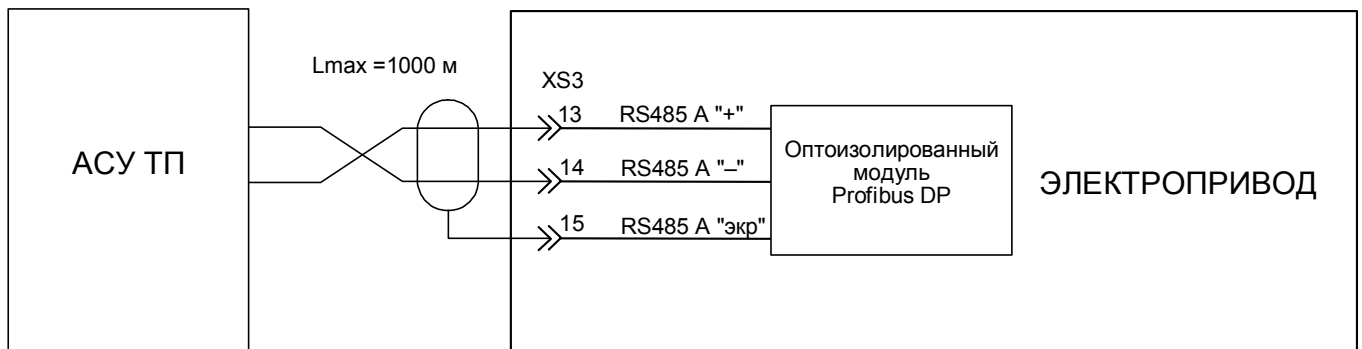 Lmax =1000 м
XS3
13 RS485 А "+"
АСУ ТП
14 RS485 А "–"
Оптоизолированный
модуль
Profibus DP
ЭЛЕКТРОПРИВОД
15 RS485 А "экр"